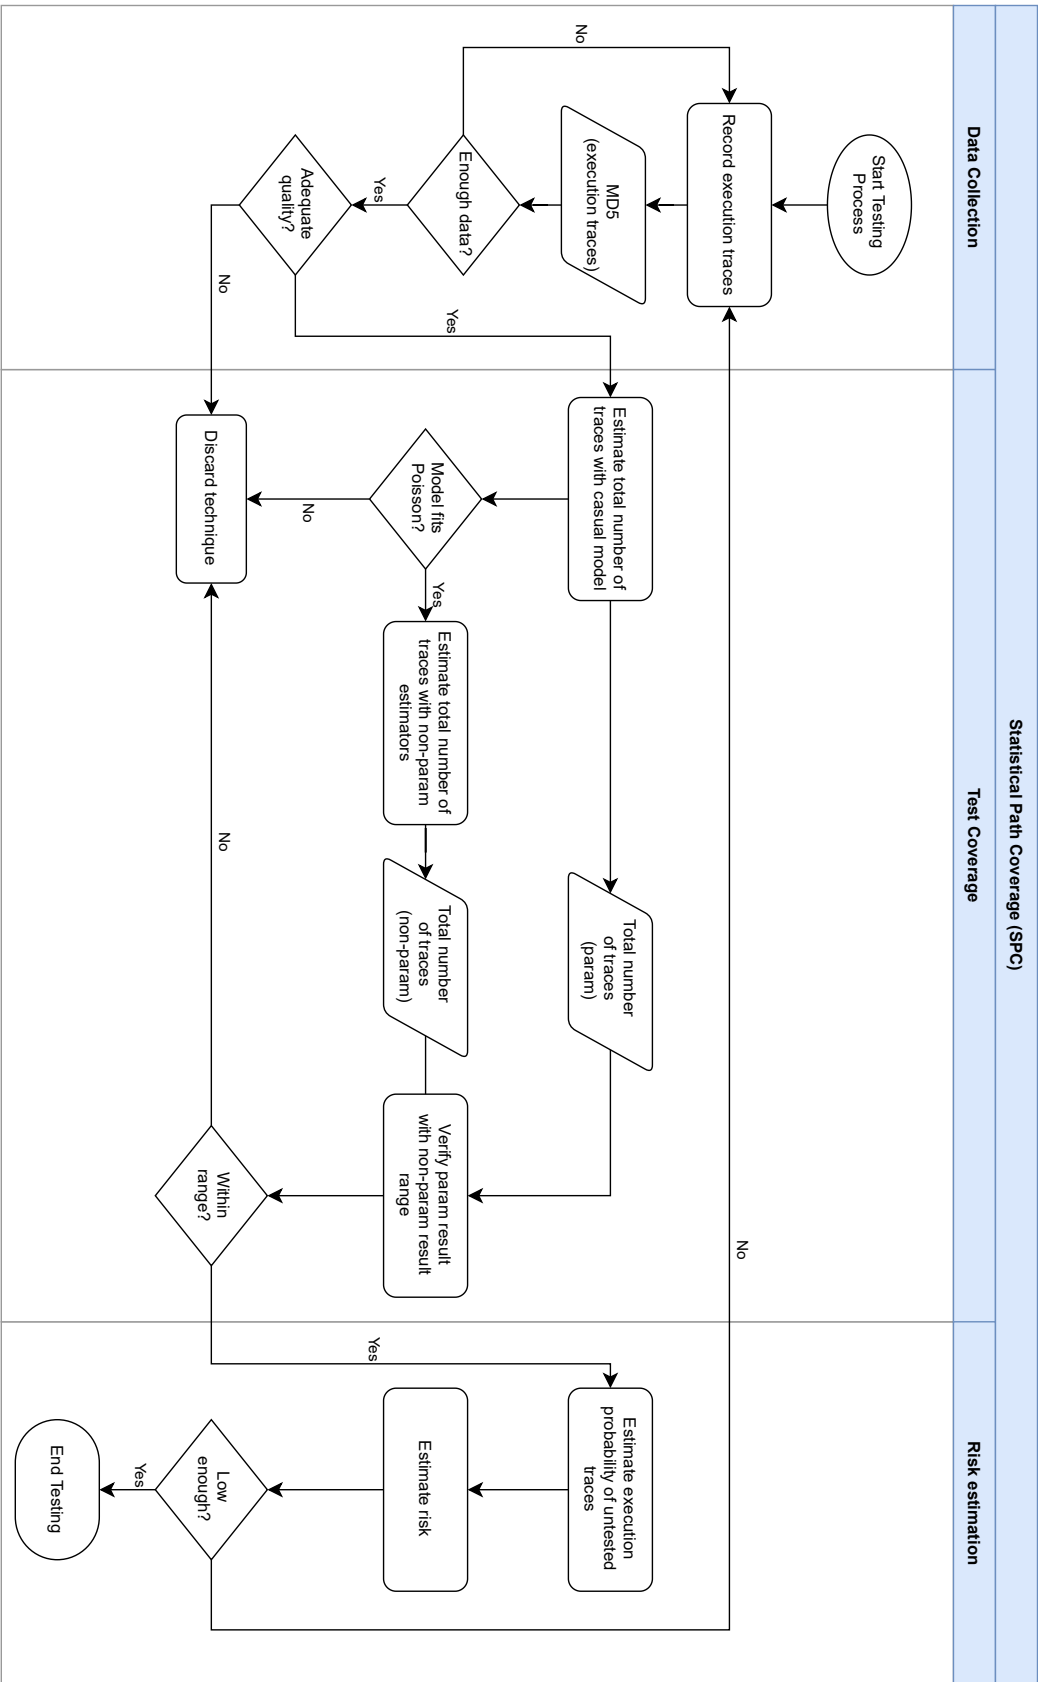 Statistical Path Coverage (SPC)
Data Collection
Test Coverage
Risk estimation
Start Testing
Process
Record execution traces
MD5
(execution traces)
Enough data?
No
Yes
Adequate
quality?
No
Yes
Estimate total number of
traces with casual model
Model fits
Poisson?
No
Yes
Discard technique
Estimate total number of
traces with non-param
estimators
Total number
of traces
(param)
Total number
of traces
(non-param)
Verify param result
with non-param result
range
Within
range?
No
Yes
Estimate execution
probability of untested
traces
Estimate risk
Low
enough?
No
Yes
End Testing